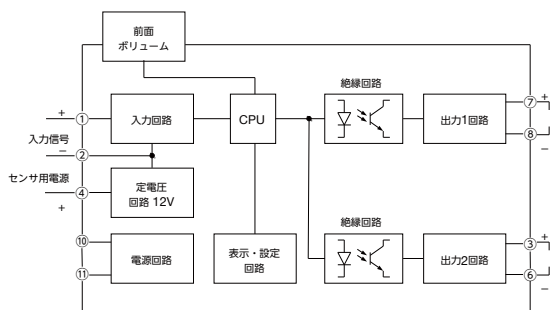 前面
ボリューム
絶縁回路
+
①
入力回路
CPU
出力1回路
⑦
+
⑧
−
入力信号
−
②
センサ用電源
④
+
定電圧
回路 12V
絶縁回路
⑩
電源回路
⑪
表示・設定
回路
出力2回路
③
+
⑥
−